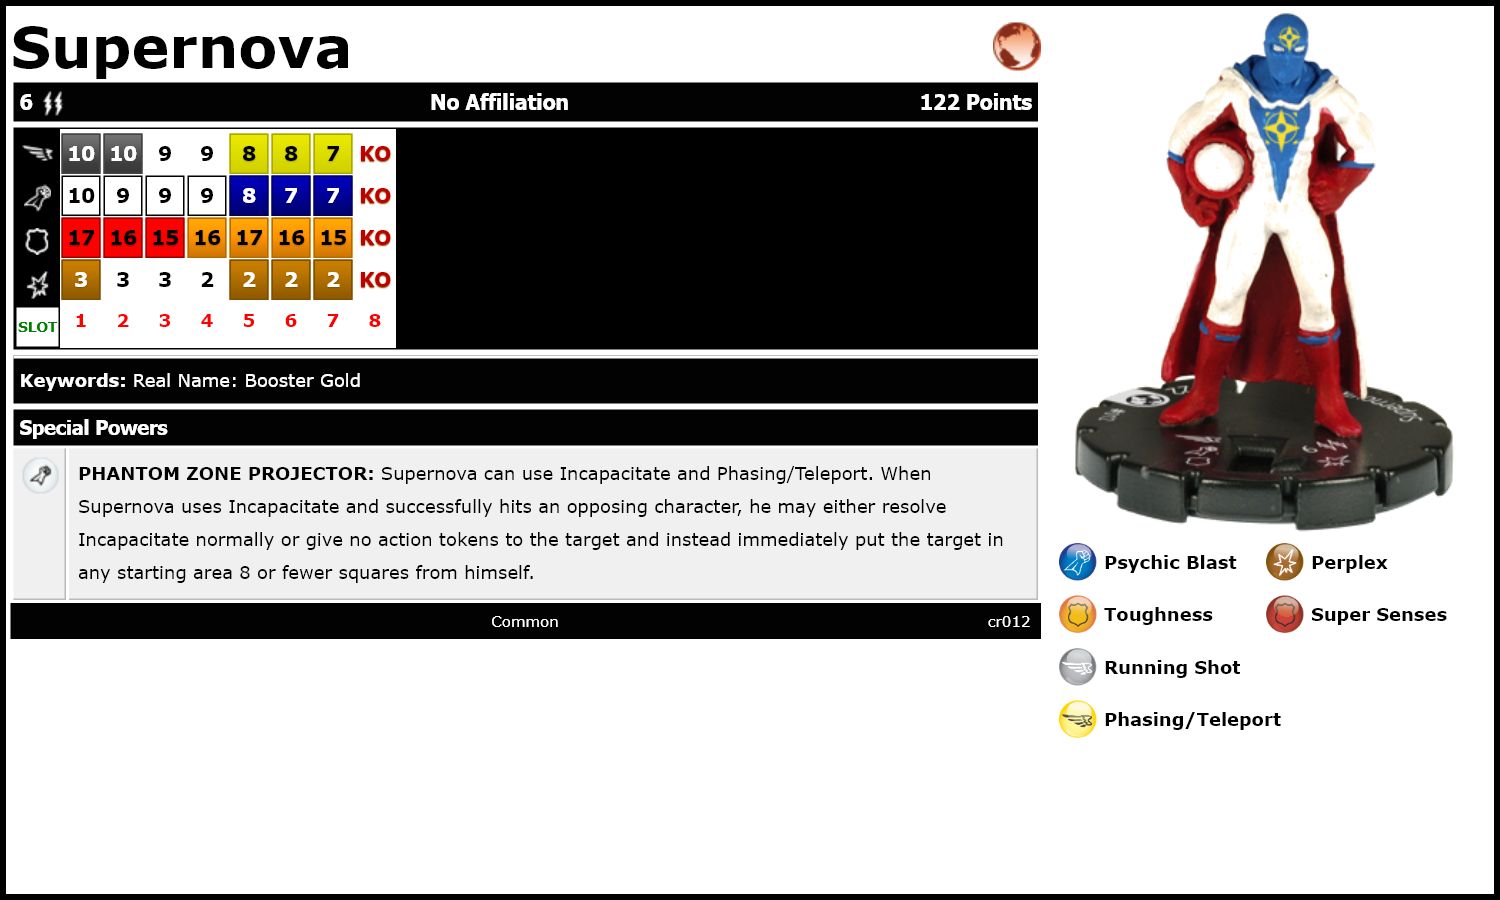 Supernova
6 No Affiliation 122 Points
10 10 9 9 8 8 7 KO
10 9 9 9 8 7 7 KO
17 16 15 16 17 16 15 KO
3 3 3 2 2 2 2 KO
SLOT 1 2 3 4 5 6 7 8
Keywords: Real Name: Booster Gold
Special Powers
PHANTOM ZONE PROJECTOR: Supernova can use Incapacitate and Phasing/Teleport. When
Supernova uses Incapacitate and successfully hits an opposing character, he may either resolve
Incapacitate normally or give no action tokens to the target and instead immediately put the target in
any starting area 8 or fewer squares from himself.
Common cr012
Supernova
6
Psychic Blast Perplex
Toughness Super Senses
Running Shot
Phasing/Teleport